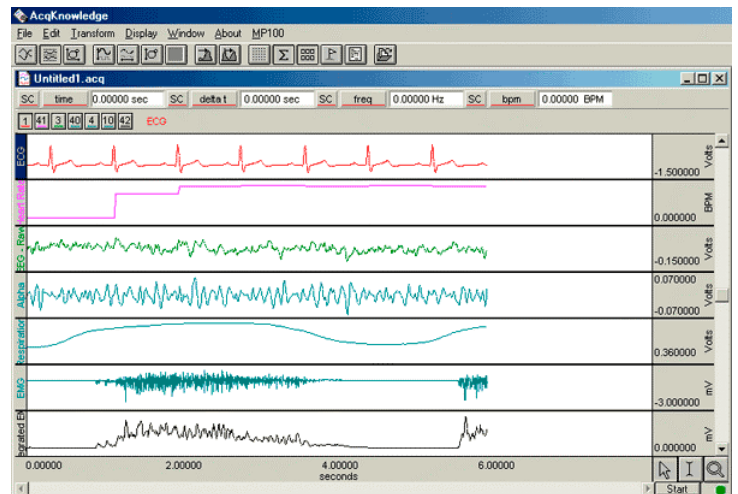 AcqKnowledge
File Edit Transform Display Window About MP100
Untitled1.acq
SC time 0.00000 sec SC delta t 0.00000 sec SC freq 0.00000 Hz SC bpm 0.00000 BPM
1 41 3 40 4 10 42 ECG
ECG
-1.500000
Volts
Heart Rate
0.000000
BPM
EEG - Raw
-0.150000
Volts
Alpha
0.070000
-0.070000
Volts
Respiration
0.360000
Volts
EMG
-3.000000
mV
egrated EM
0.000000
mV
0.00000 2.00000 4.00000 6.00000
seconds
Start